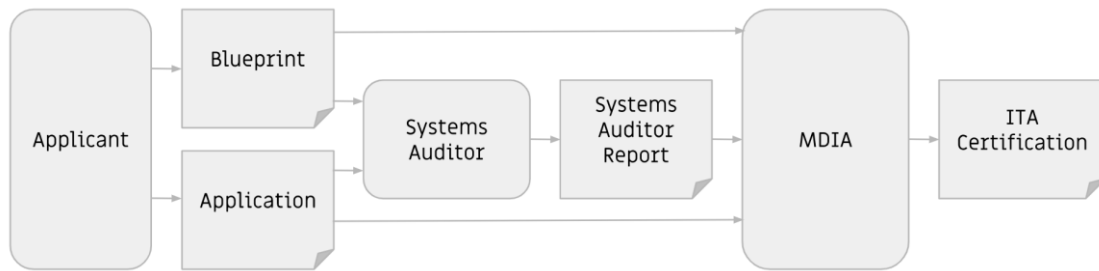 Applicant
Blueprint
Application
Systems
Auditor
Systems
Auditor
Report
MDIA
ITA
Certification